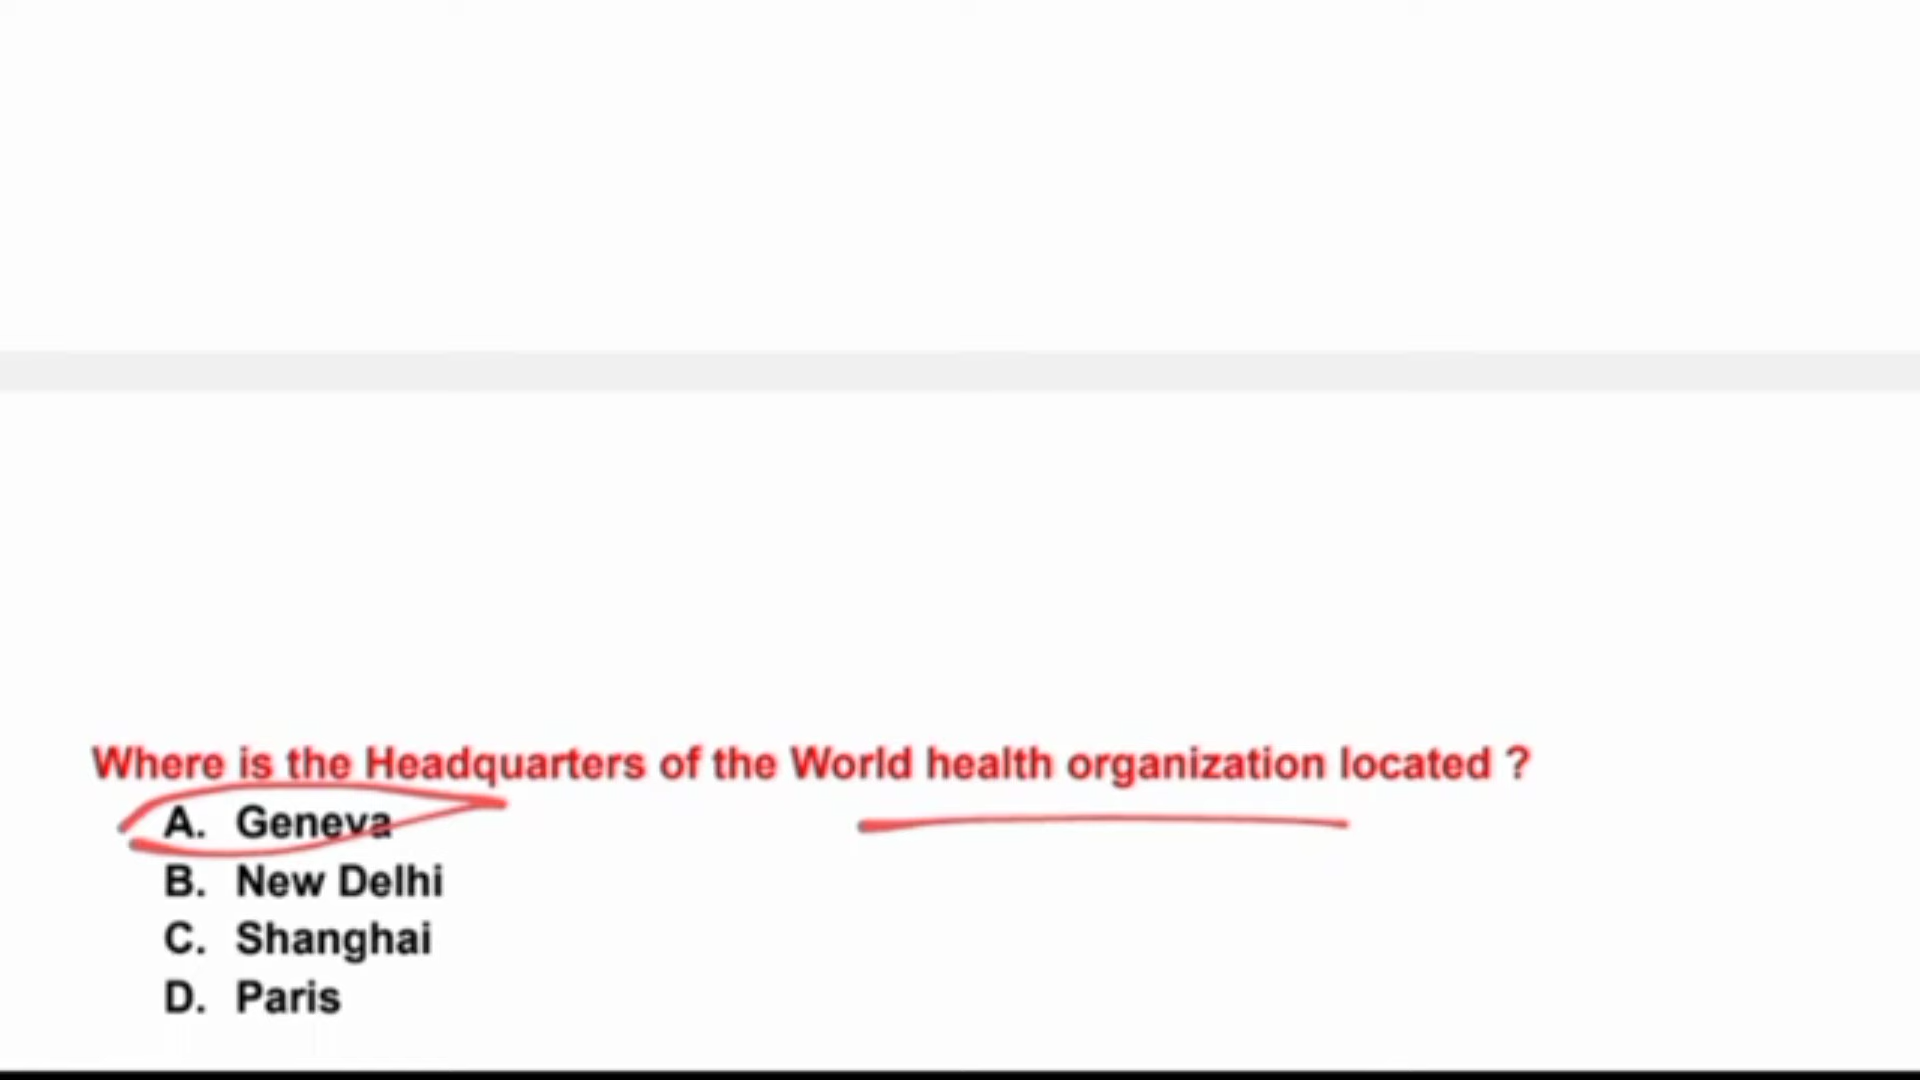 Where is the Headquarters of the World health organization located ?
A. Geneva
B. New Delhi
C. Shanghai
D. Paris